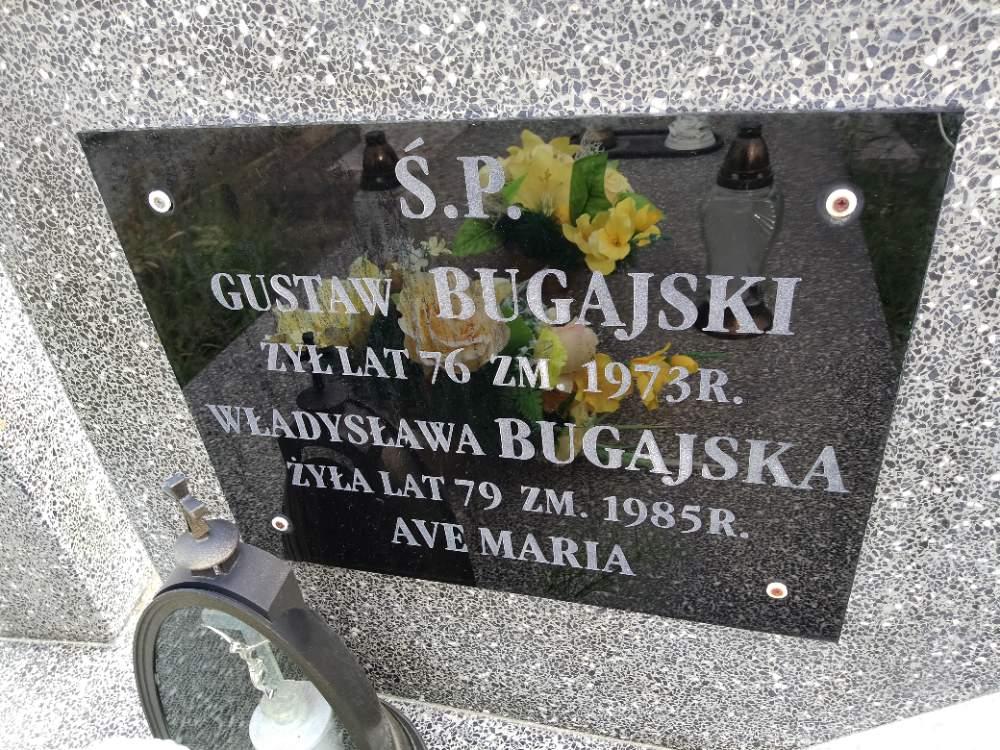 Ś.P.
GUSTAW BUGAJSKI
ŻYŁ LAT 76 ZM. 1973R.
WŁADYSŁAWA BUGAJSKA
ŻYŁA LAT 79 ZM. 1985R.
AVE MARIA